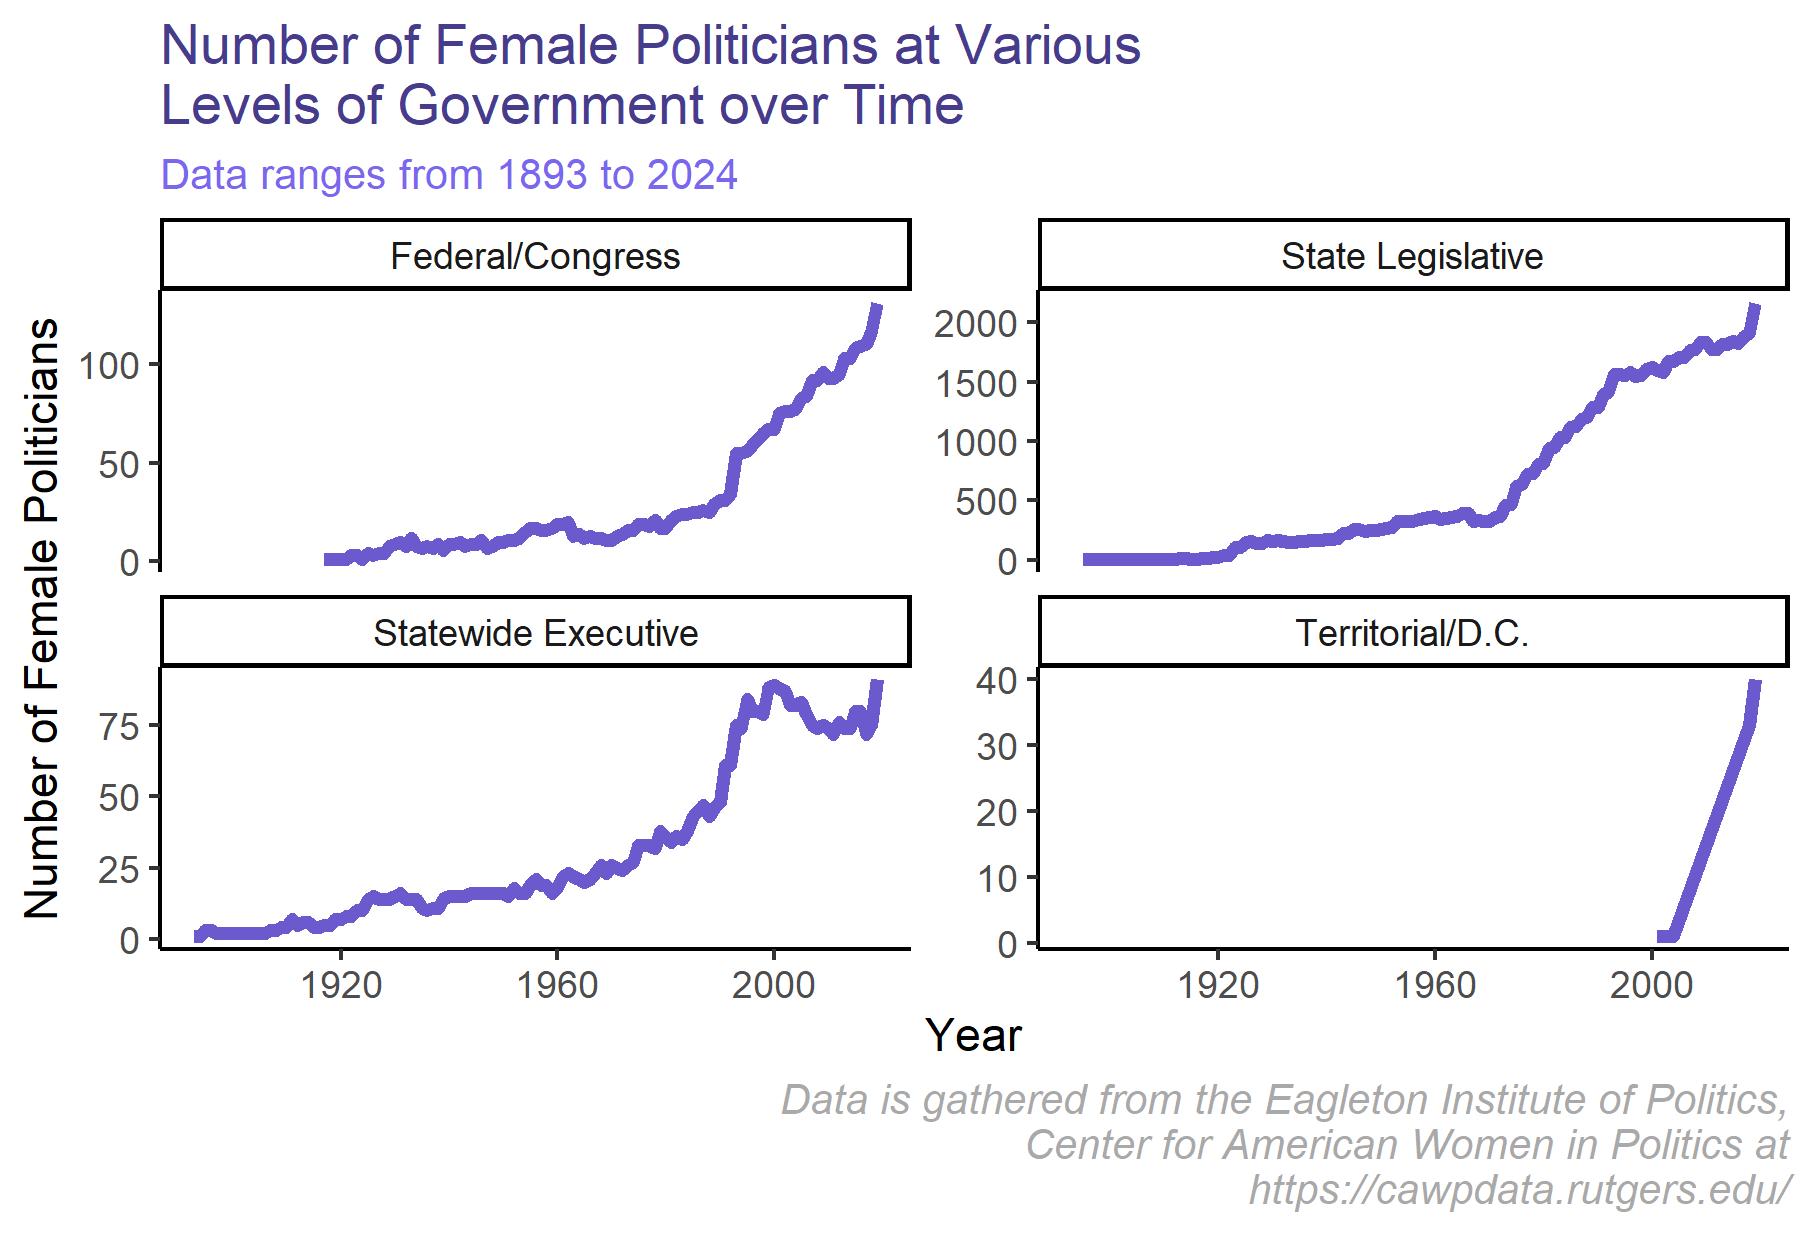 Number of Female Politicians at Various
Levels of Government over Time
Data ranges from 1893 to 2024
Number of Female Politicians
Federal/Congress
100
50
0
State Legislative
2000
1500
1000
500
0
Statewide Executive
75
50
25
0
1920 1960 2000
Territorial/D.C.
40
30
20
10
0
1920 1960 2000
Year
Data is gathered from the Eagleton Institute of Politics,
Center for American Women in Politics at
https://cawpdata.rutgers.edu/